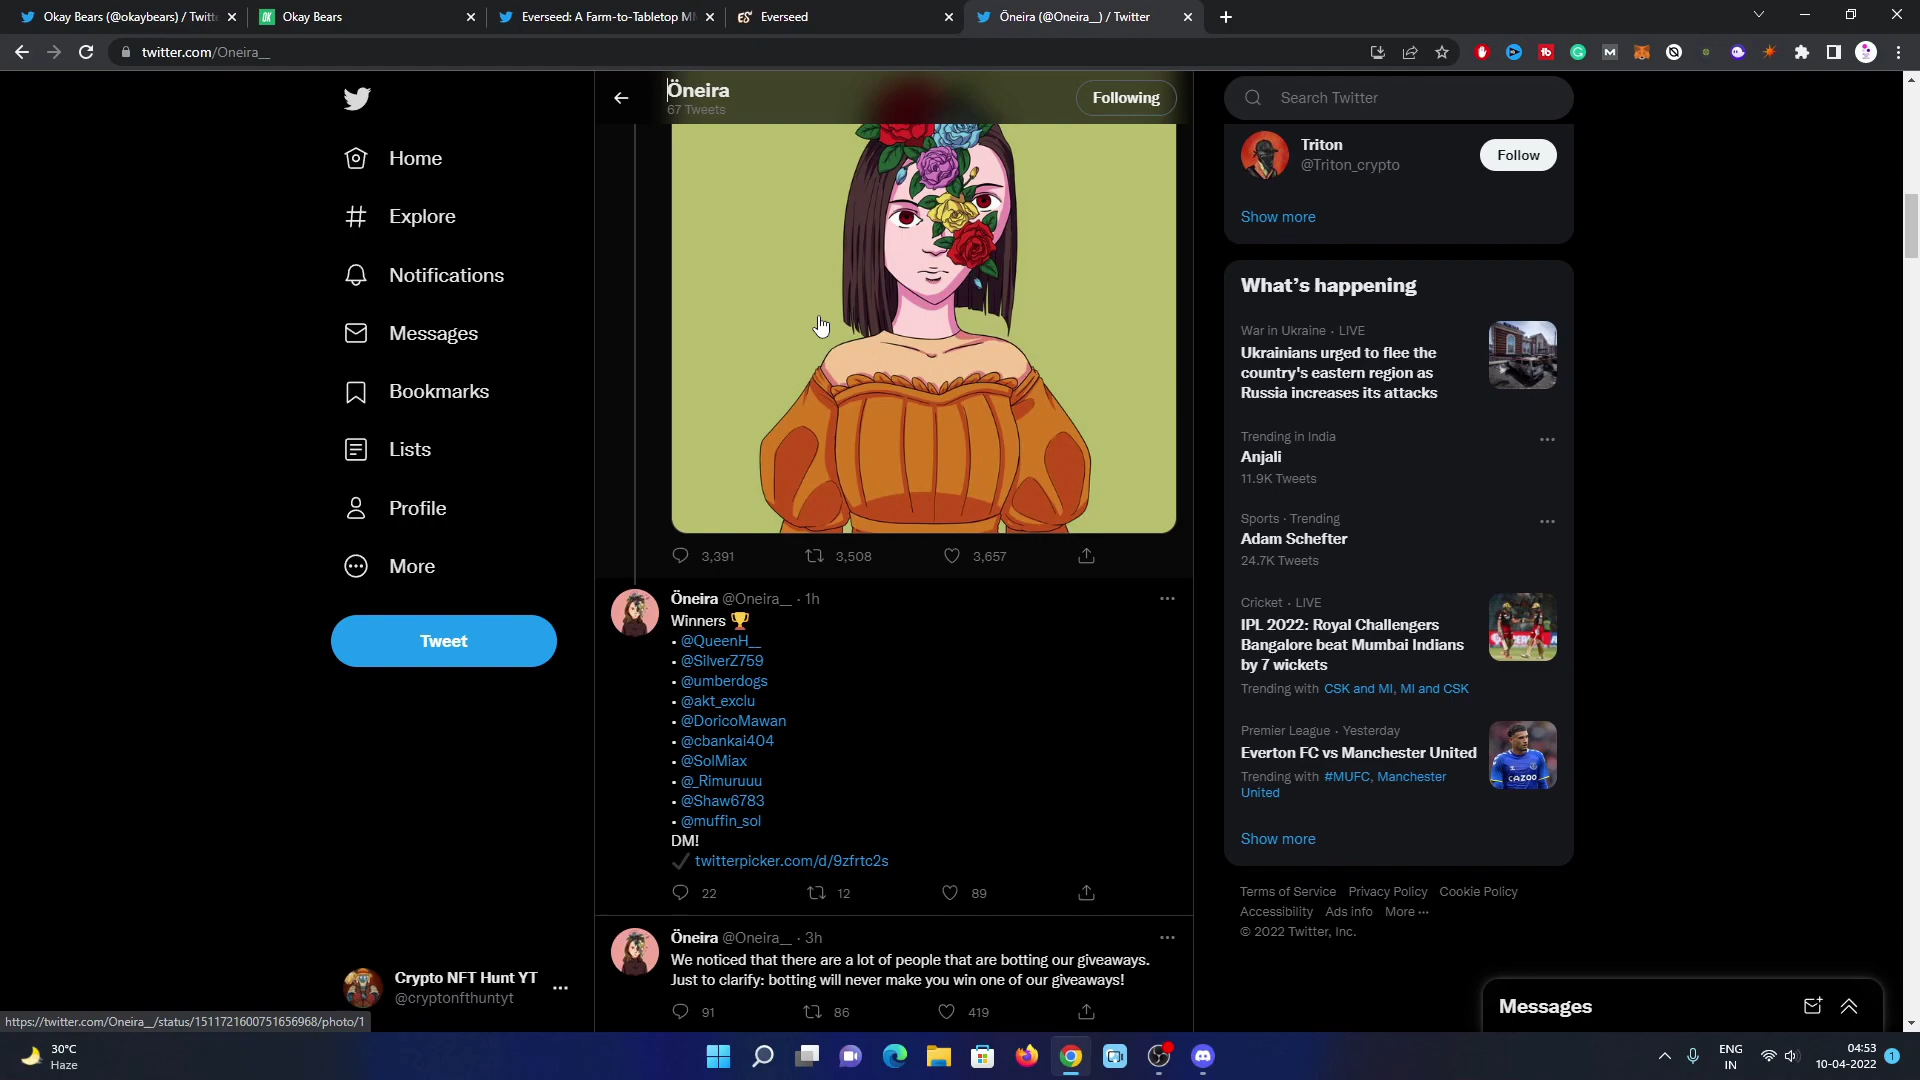 Okay Bears (@okaybears) / Twitt
Okay Bears
Everseed: A Farm-to-Tabletop M
Everseed
Öneira (@Oneira__) / Twitter
twitter.com/Oneira__
Öneira
67 Tweets
Following
Home
Explore
Notifications
Messages
Bookmarks
Lists
Profile
More
Tweet
Crypto NFT Hunt YT
@cryptonfthuntyt
3,391
3,508
3,657
Öneira @Oneira__ · 1h
Winners 🏆
• @QueenH__
• @SilverZ759
• @umberdogs
• @akt_exclu
• @DoricoMawan
• @cbankai404
• @SolMiax
• @_Rimuruuu
• @Shaw6783
• @muffin_sol
DM!
✓ twitterpicker.com/d/9zfrtc2s
22
12
89
Öneira @Oneira__ · 3h
We noticed that there are a lot of people that are botting our giveaways.
Just to clarify: botting will never make you win one of our giveaways!
91
86
419
Search Twitter
Triton
@Triton_crypto
Follow
Show more
What's happening
War in Ukraine · LIVE
Ukrainians urged to flee the
country's eastern region as
Russia increases its attacks
Trending in India
Anjali
11.9K Tweets
Sports · Trending
Adam Schefter
24.7K Tweets
Cricket · LIVE
IPL 2022: Royal Challengers
Bangalore beat Mumbai Indians
by 7 wickets
Trending with CSK and MI, MI and CSK
Premier League · Yesterday
Everton FC vs Manchester United
Trending with #MUFC, Manchester
United
CAZOO
Show more
Terms of Service Privacy Policy Cookie Policy
Accessibility Ads info More ···
© 2022 Twitter, Inc.
Messages
https://twitter.com/Oneira__/status/1511721600751656968/photo/1
30°C
Haze
ENG
IN
04:53
10-04-2022
1